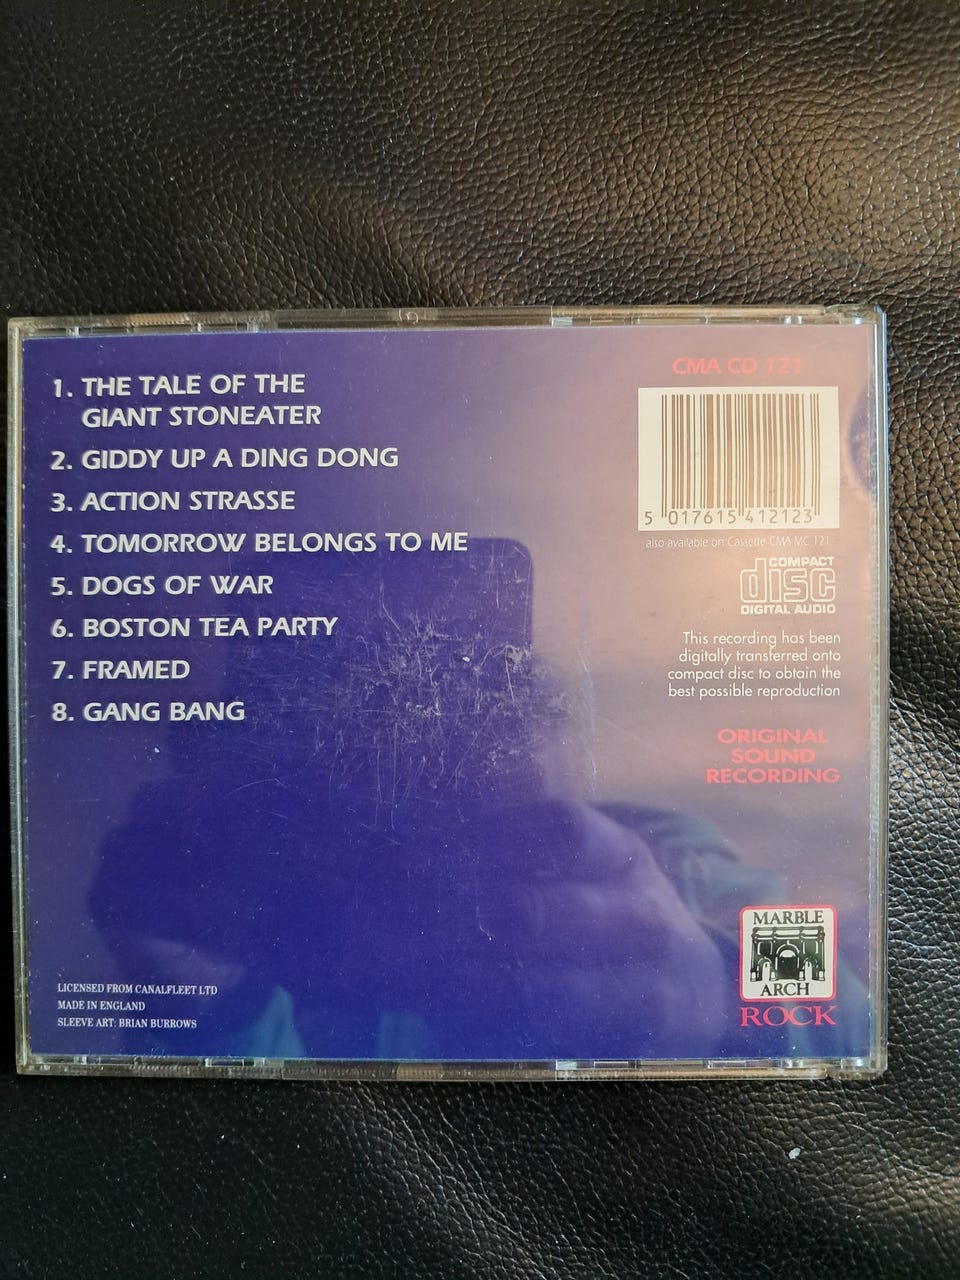 1. THE TALE OF THE
GIANT STONEATER
2. GIDDY UP A DING DONG
3. ACTION STRASSE
4. TOMORROW BELONGS TO ME
5. DOGS OF WAR
6. BOSTON TEA PARTY
7. FRAMED
8. GANG BANG
LICENSED FROM CANALFLEET LTD
MADE IN ENGLAND
SLEEVE ART: BRIAN BURROWS
CMA CD 121
5 017615 412123
also available on Cassette CMA MC 121
COMPACT
disc
DIGITAL AUDIO
This recording has been
digitally transferred onto
compact disc to obtain the
best possible reproduction
ORIGINAL
SOUND
RECORDING
MARBLE
ARCH
ROCK